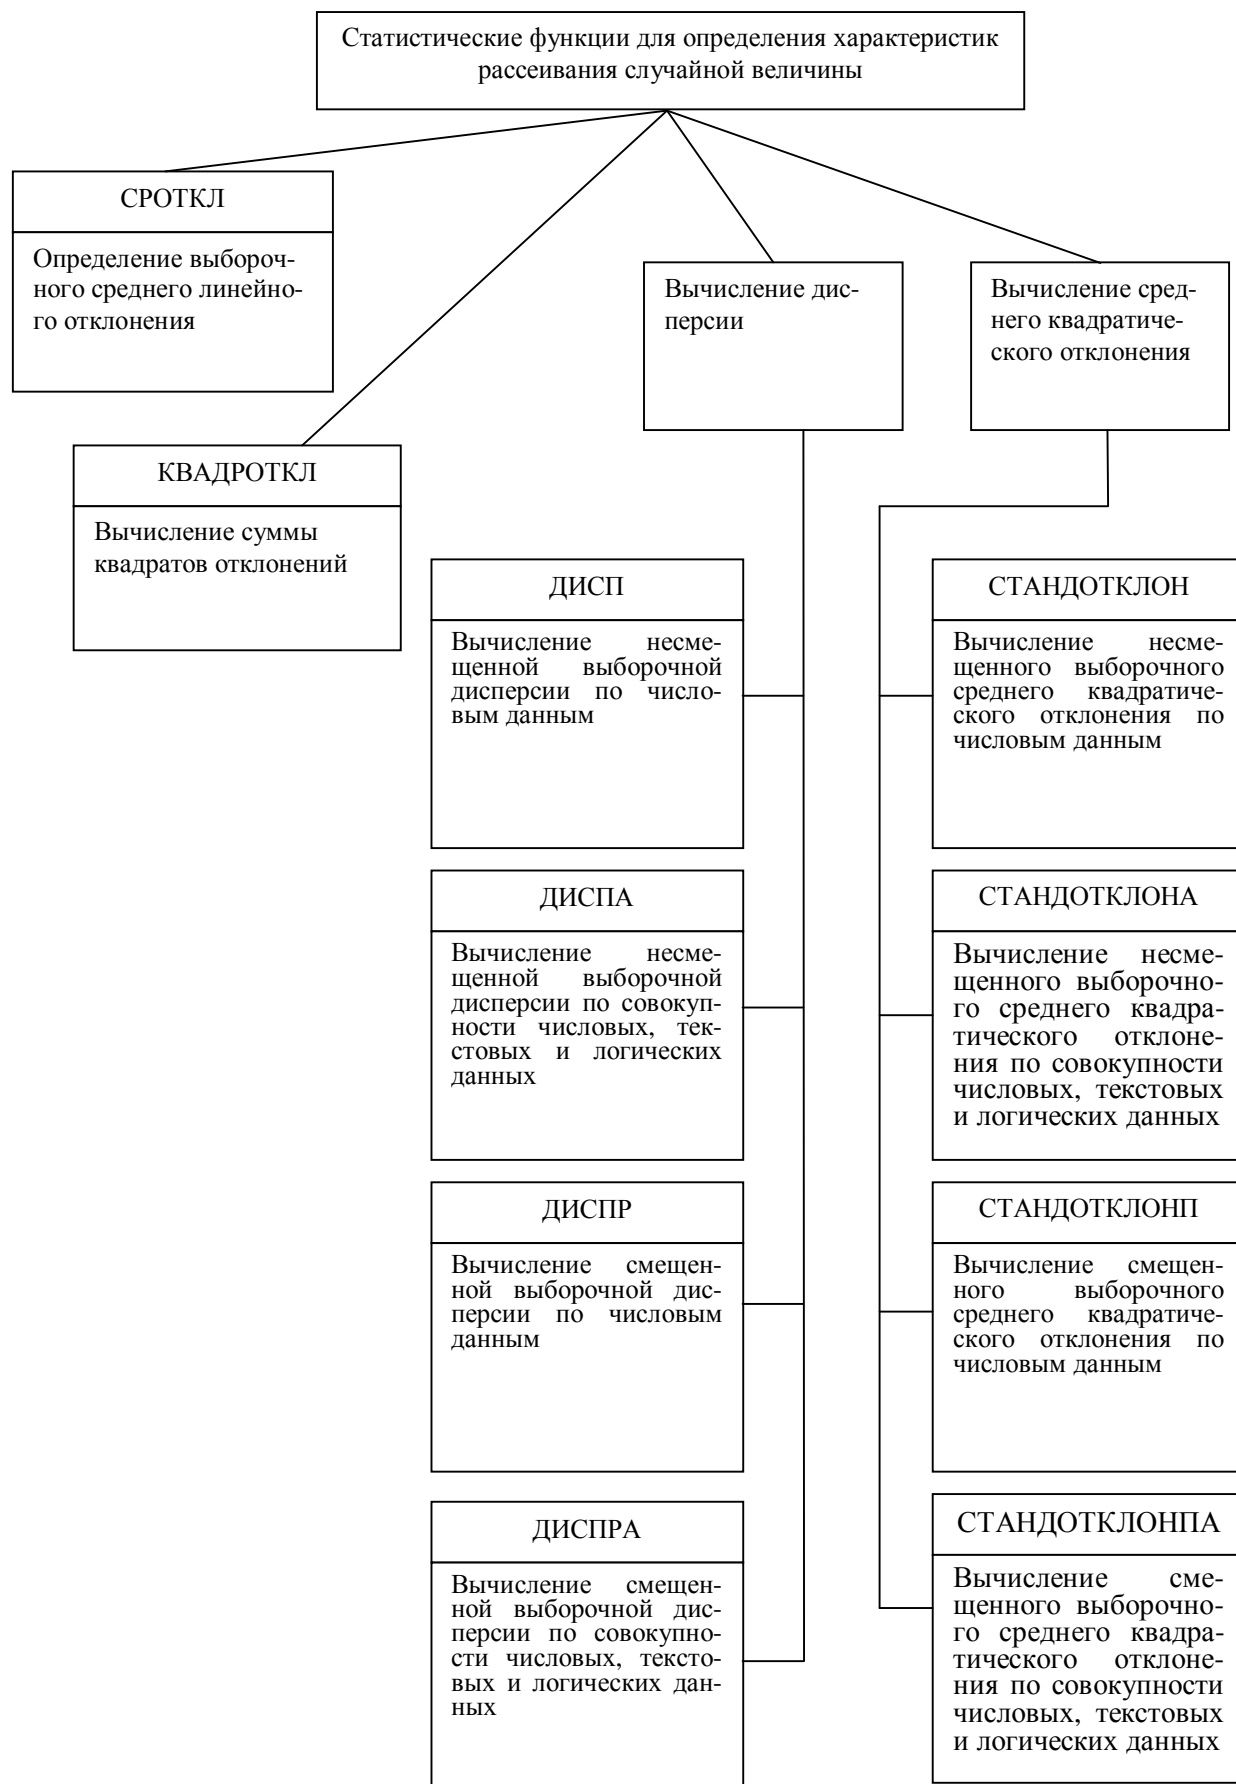 Статистические функции для определения характеристик
рассеивания случайной величины
СРОТКЛ
Определение выбороч-
ного среднего линейно-
го отклонения
КВАДРОТКЛ
Вычисление суммы
квадратов отклонений
Вычисление дис-
персии
Вычисление сред-
него квадратиче-
ского отклонения
ДИСП
Вычисление несме-
щенной выборочной
дисперсии по число-
вым данным
ДИСПА
Вычисление несме-
щенной выборочной
дисперсии по совокуп-
ности числовых, тек-
стовых и логических
данных
ДИСПР
Вычисление смещен-
ной выборочной дис-
персии по числовым
данным
ДИСПРА
Вычисление смещен-
ной выборочной дис-
персии по совокупно-
сти числовых, тексто-
вых и логических дан-
ных
СТАНДОТКЛОН
Вычисление несме-
щенного выборочного
среднего квадратиче-
ского отклонения по
числовым данным
СТАНДОТКЛОНА
Вычисление несме-
щенного выборочно-
го среднего квадра-
тического отклоне-
ния по совокупности
числовых, текстовых
и логических данных
СТАНДОТКЛОНП
Вычисление смещен-
ного выборочного
среднего квадратиче-
ского отклонения по
числовым данным
СТАНДОТКЛОНПА
Вычисление сме-
щенного выборочно-
го среднего квадра-
тического отклоне-
ния по совокупности
числовых, текстовых
и логических данных